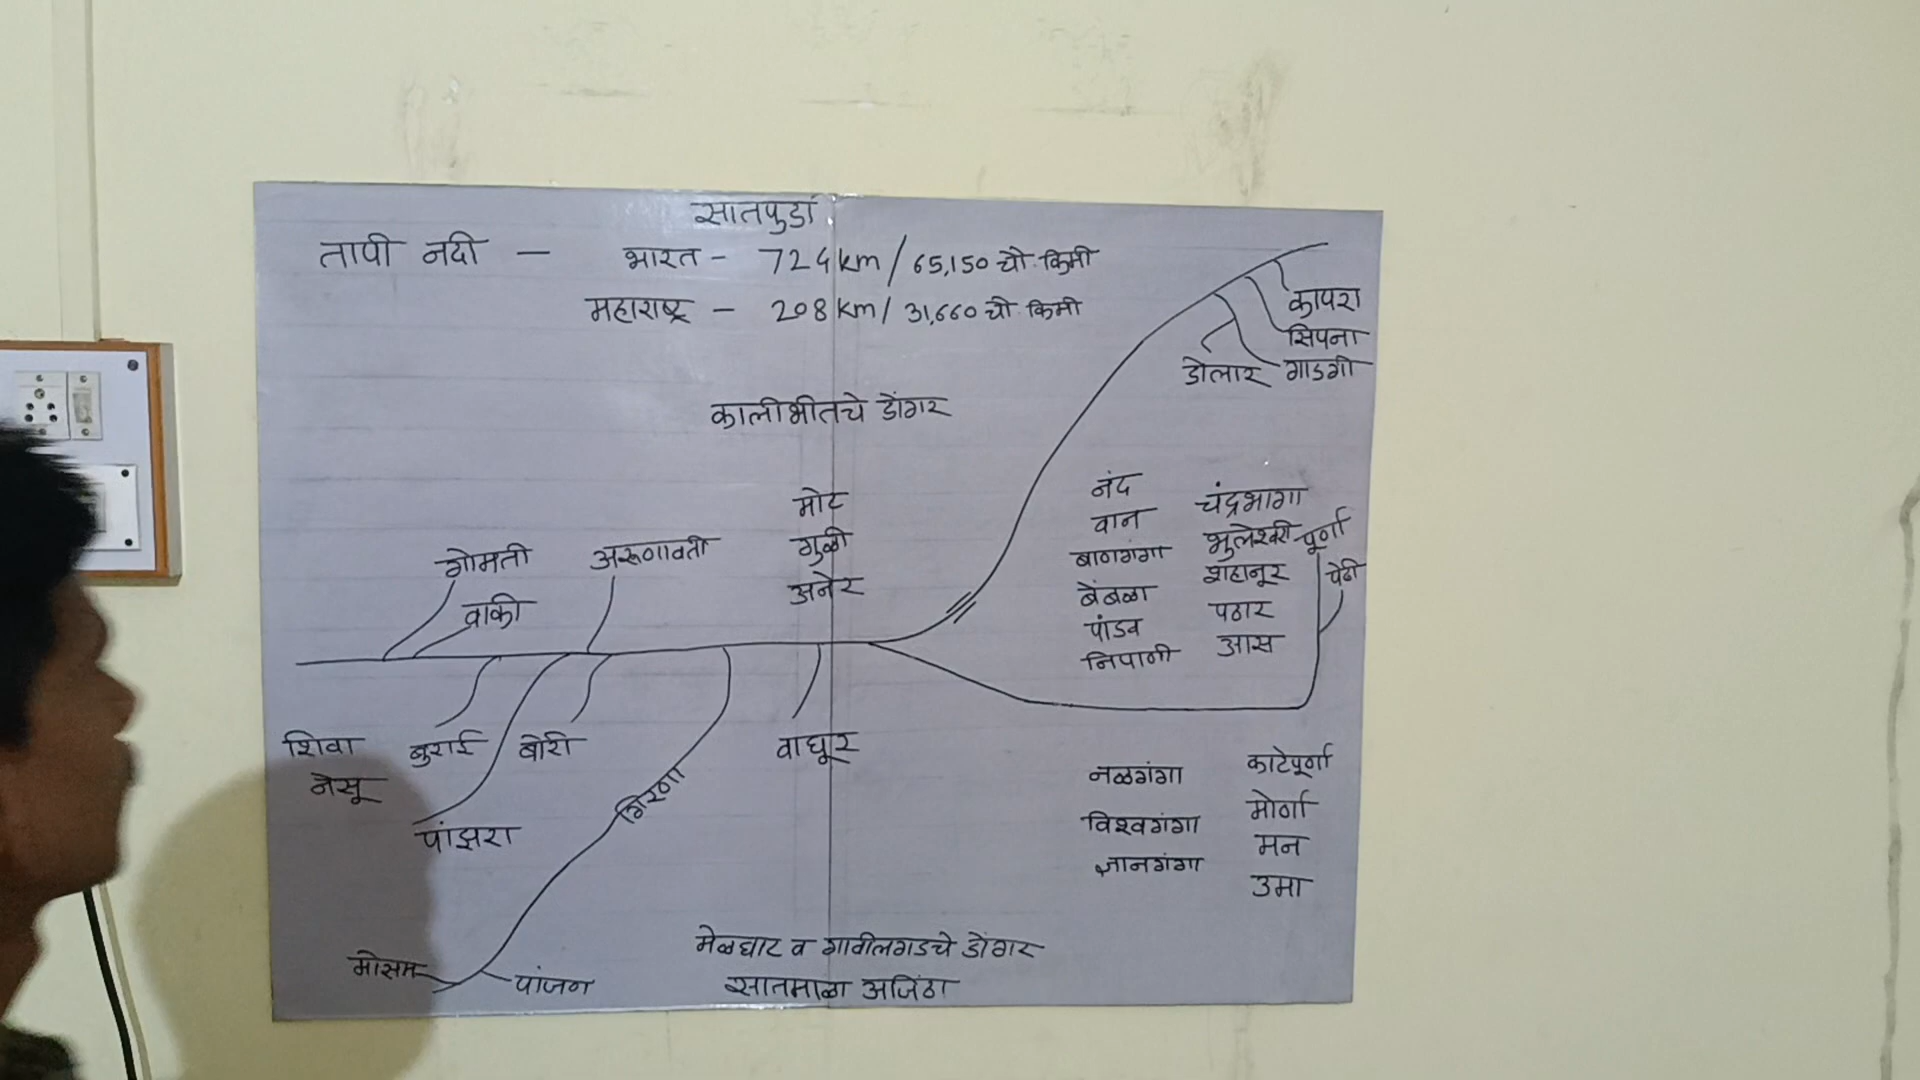 सातपुडा
तापी नदी — भारत - 724 km / 65,150 चौ. किमी
महाराष्ट्र — 208 km / 31,660 चौ. किमी
कापरा
सिपना
डोलार गाडगी
कालीभीतचे डोंगर
मोट
गुळी
अनेर
गोमती
वाकी
अरूणावती
नंद
वान
बाणगंगा
बेंबळा
पांडव
निपाणी
चंद्रभागा
भुलेश्वरी
शहानूर
पठार
आस
पूर्णा
पेढी
शिवा
नेसू
बुराई
बोरी
पांझरा
गिरणा
वाघूर
मोसम
पांजन
नळगंगा
विश्वगंगा
ज्ञानगंगा
काटेपूर्णा
मोर्णा
मन
उमा
मेळघाट व गावीलगडचे डोंगर
सातमाळा अजिंठा